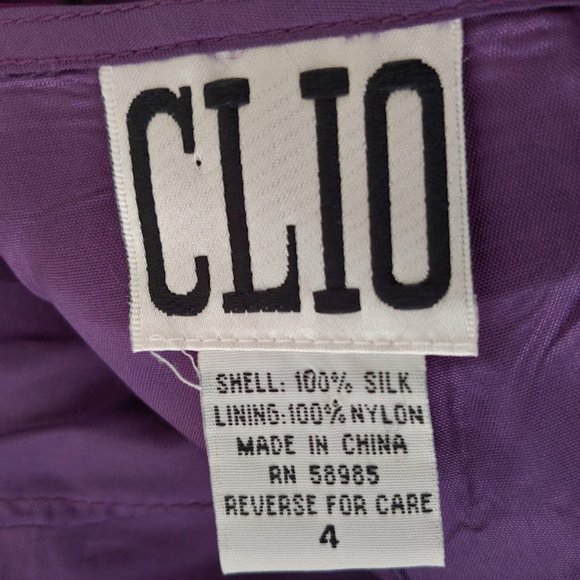 CLIO
SHELL: 100% SILK
LINING:100% NYLON
MADE IN CHINA
RN 58985
REVERSE FOR CARE
4